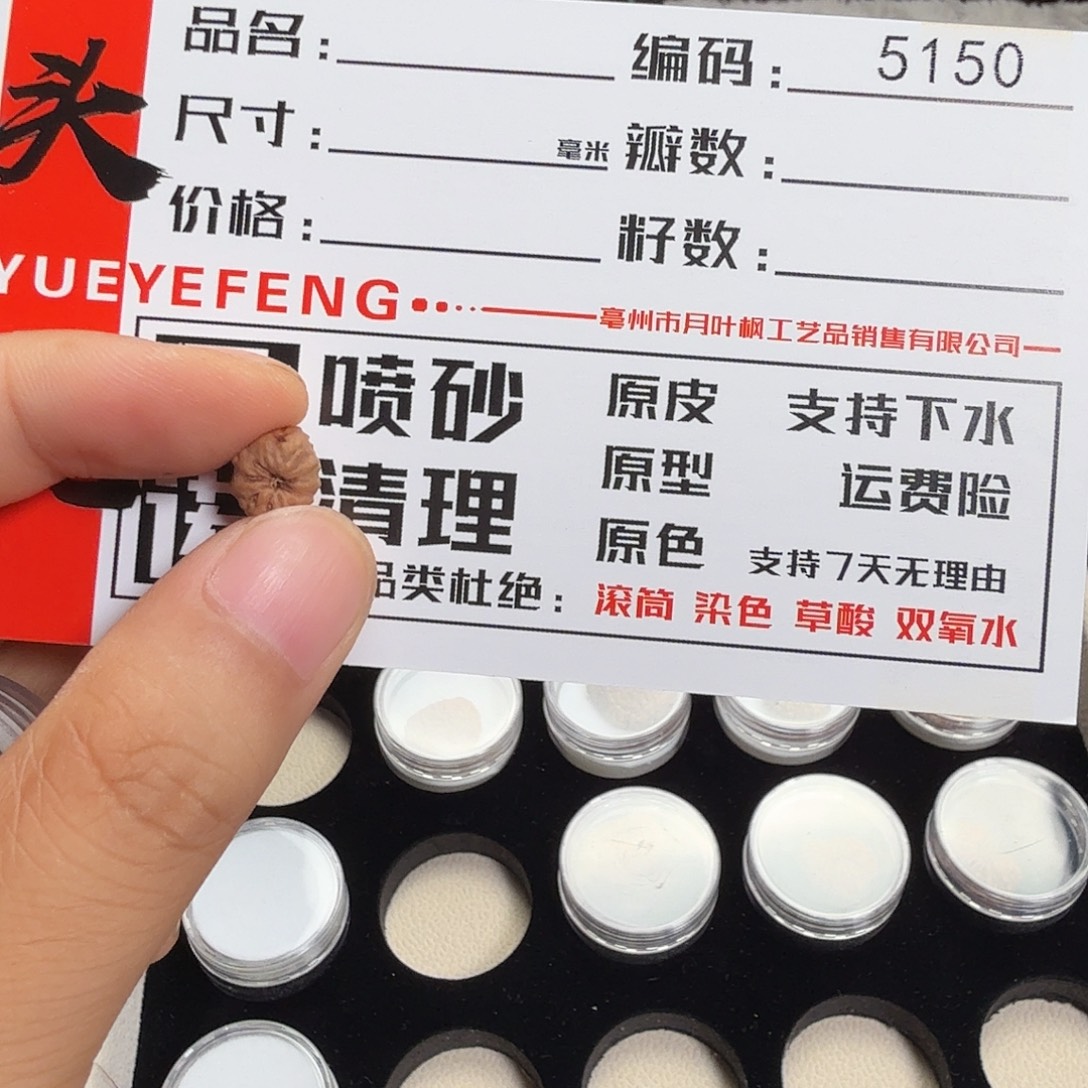 头
品名：
编码：5150
尺寸：毫米
瓣数：
价格：
籽数：
YUEYEFENG
亳州市月叶枫工艺品销售有限公司
喷砂
清理
原皮
原型
原色
支持下水
运费险
支持7天无理由
品类杜绝：滚筒 染色 草酸 双氧水